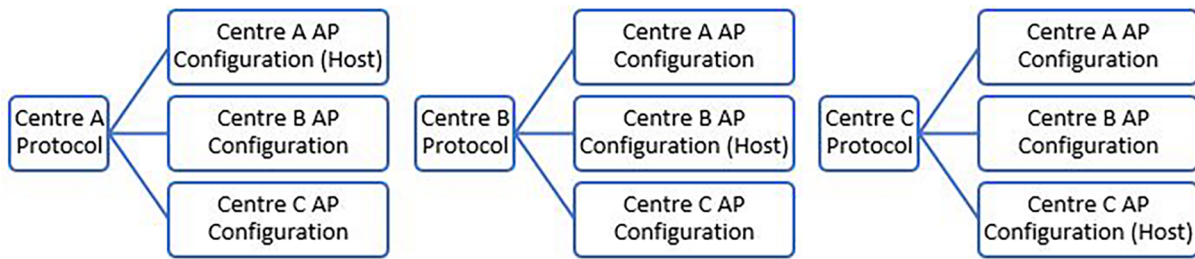 Centre A
Protocol
Centre A AP
Configuration (Host)
Centre B AP
Configuration
Centre C AP
Configuration
Centre B
Protocol
Centre A AP
Configuration
Centre B AP
Configuration (Host)
Centre C AP
Configuration
Centre C
Protocol
Centre A AP
Configuration
Centre B AP
Configuration
Centre C AP
Configuration (Host)